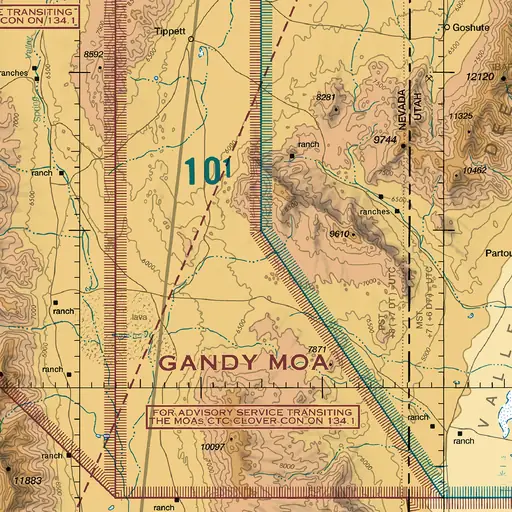 E TRANSITING
CON ON 134.1
Tippett
Goshute
8592
ranches
12120
8281
11325
NEVADA
UTAH
9744
ranch
101
ranch
10462
ranches
9610
Partou
6000
ranch
lava
7871
GANDY MOA
ranch
FOR ADVISORY SERVICE TRANSITING
THE MOAs CTC CLOVER CON ON 134.1
VALLE
ranch
ranch
10097
ranch
11883
ranch